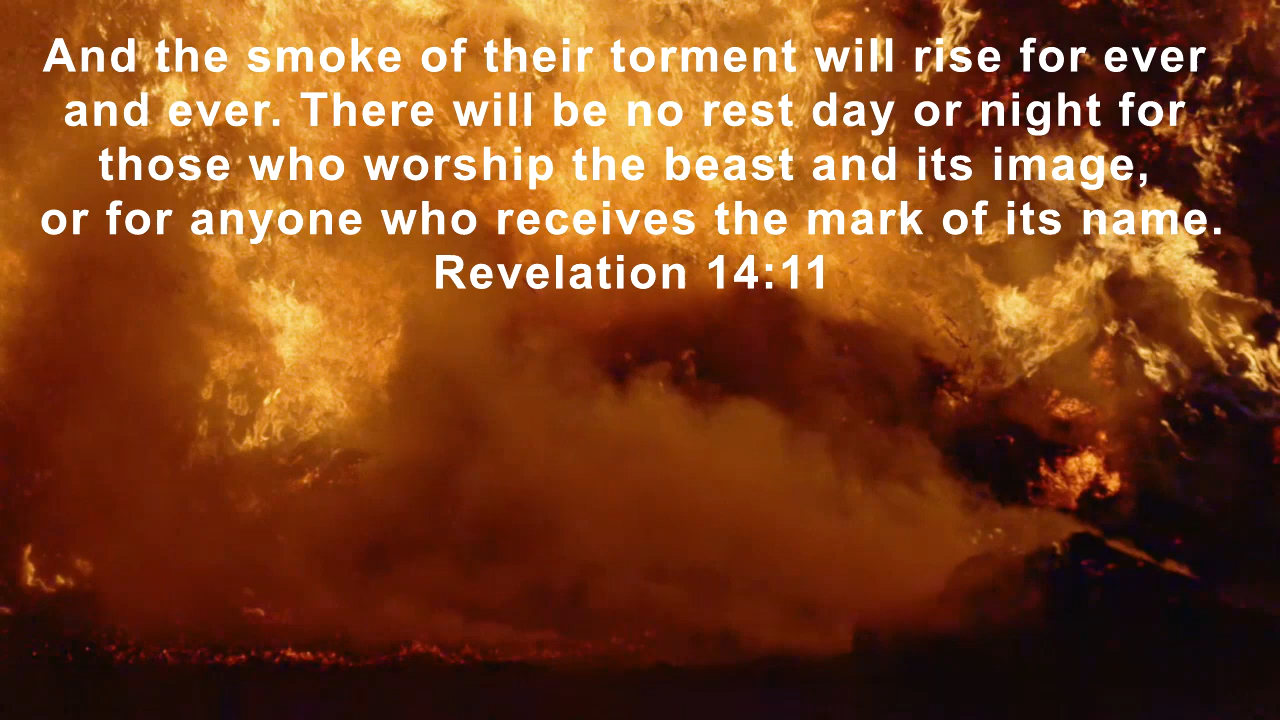 And the smoke of their torment will rise for ever
and ever. There will be no rest day or night for
those who worship the beast and its image,
or for anyone who receives the mark of its name.
Revelation 14:11